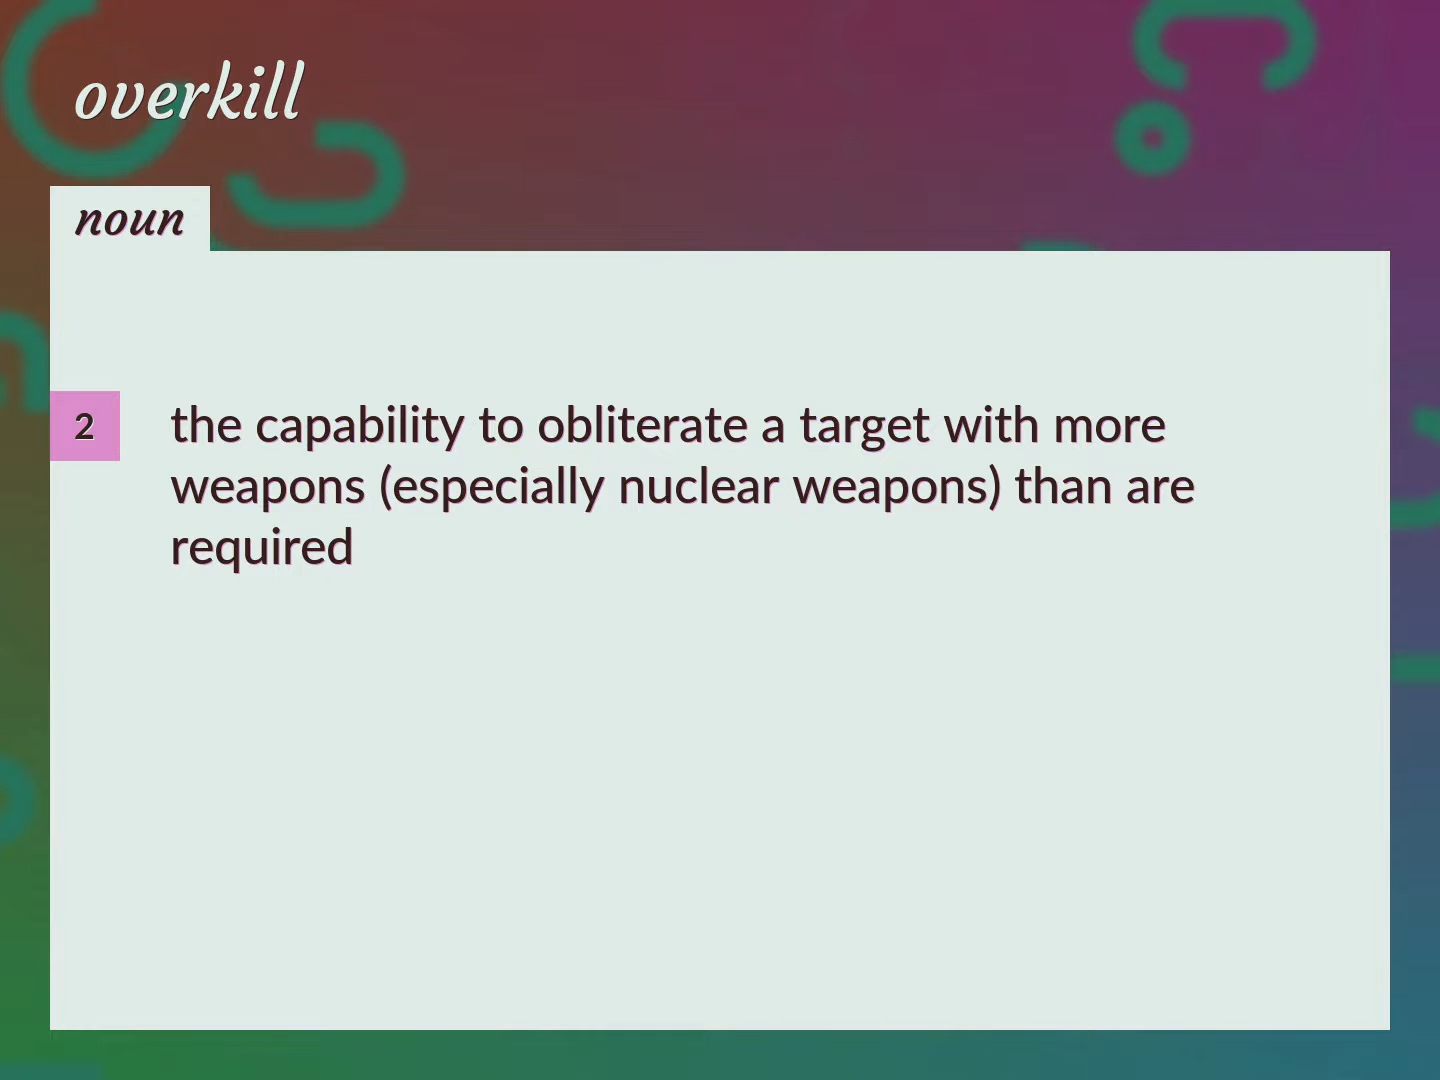 overkill
noun
2
the capability to obliterate a target with more
weapons (especially nuclear weapons) than are
required